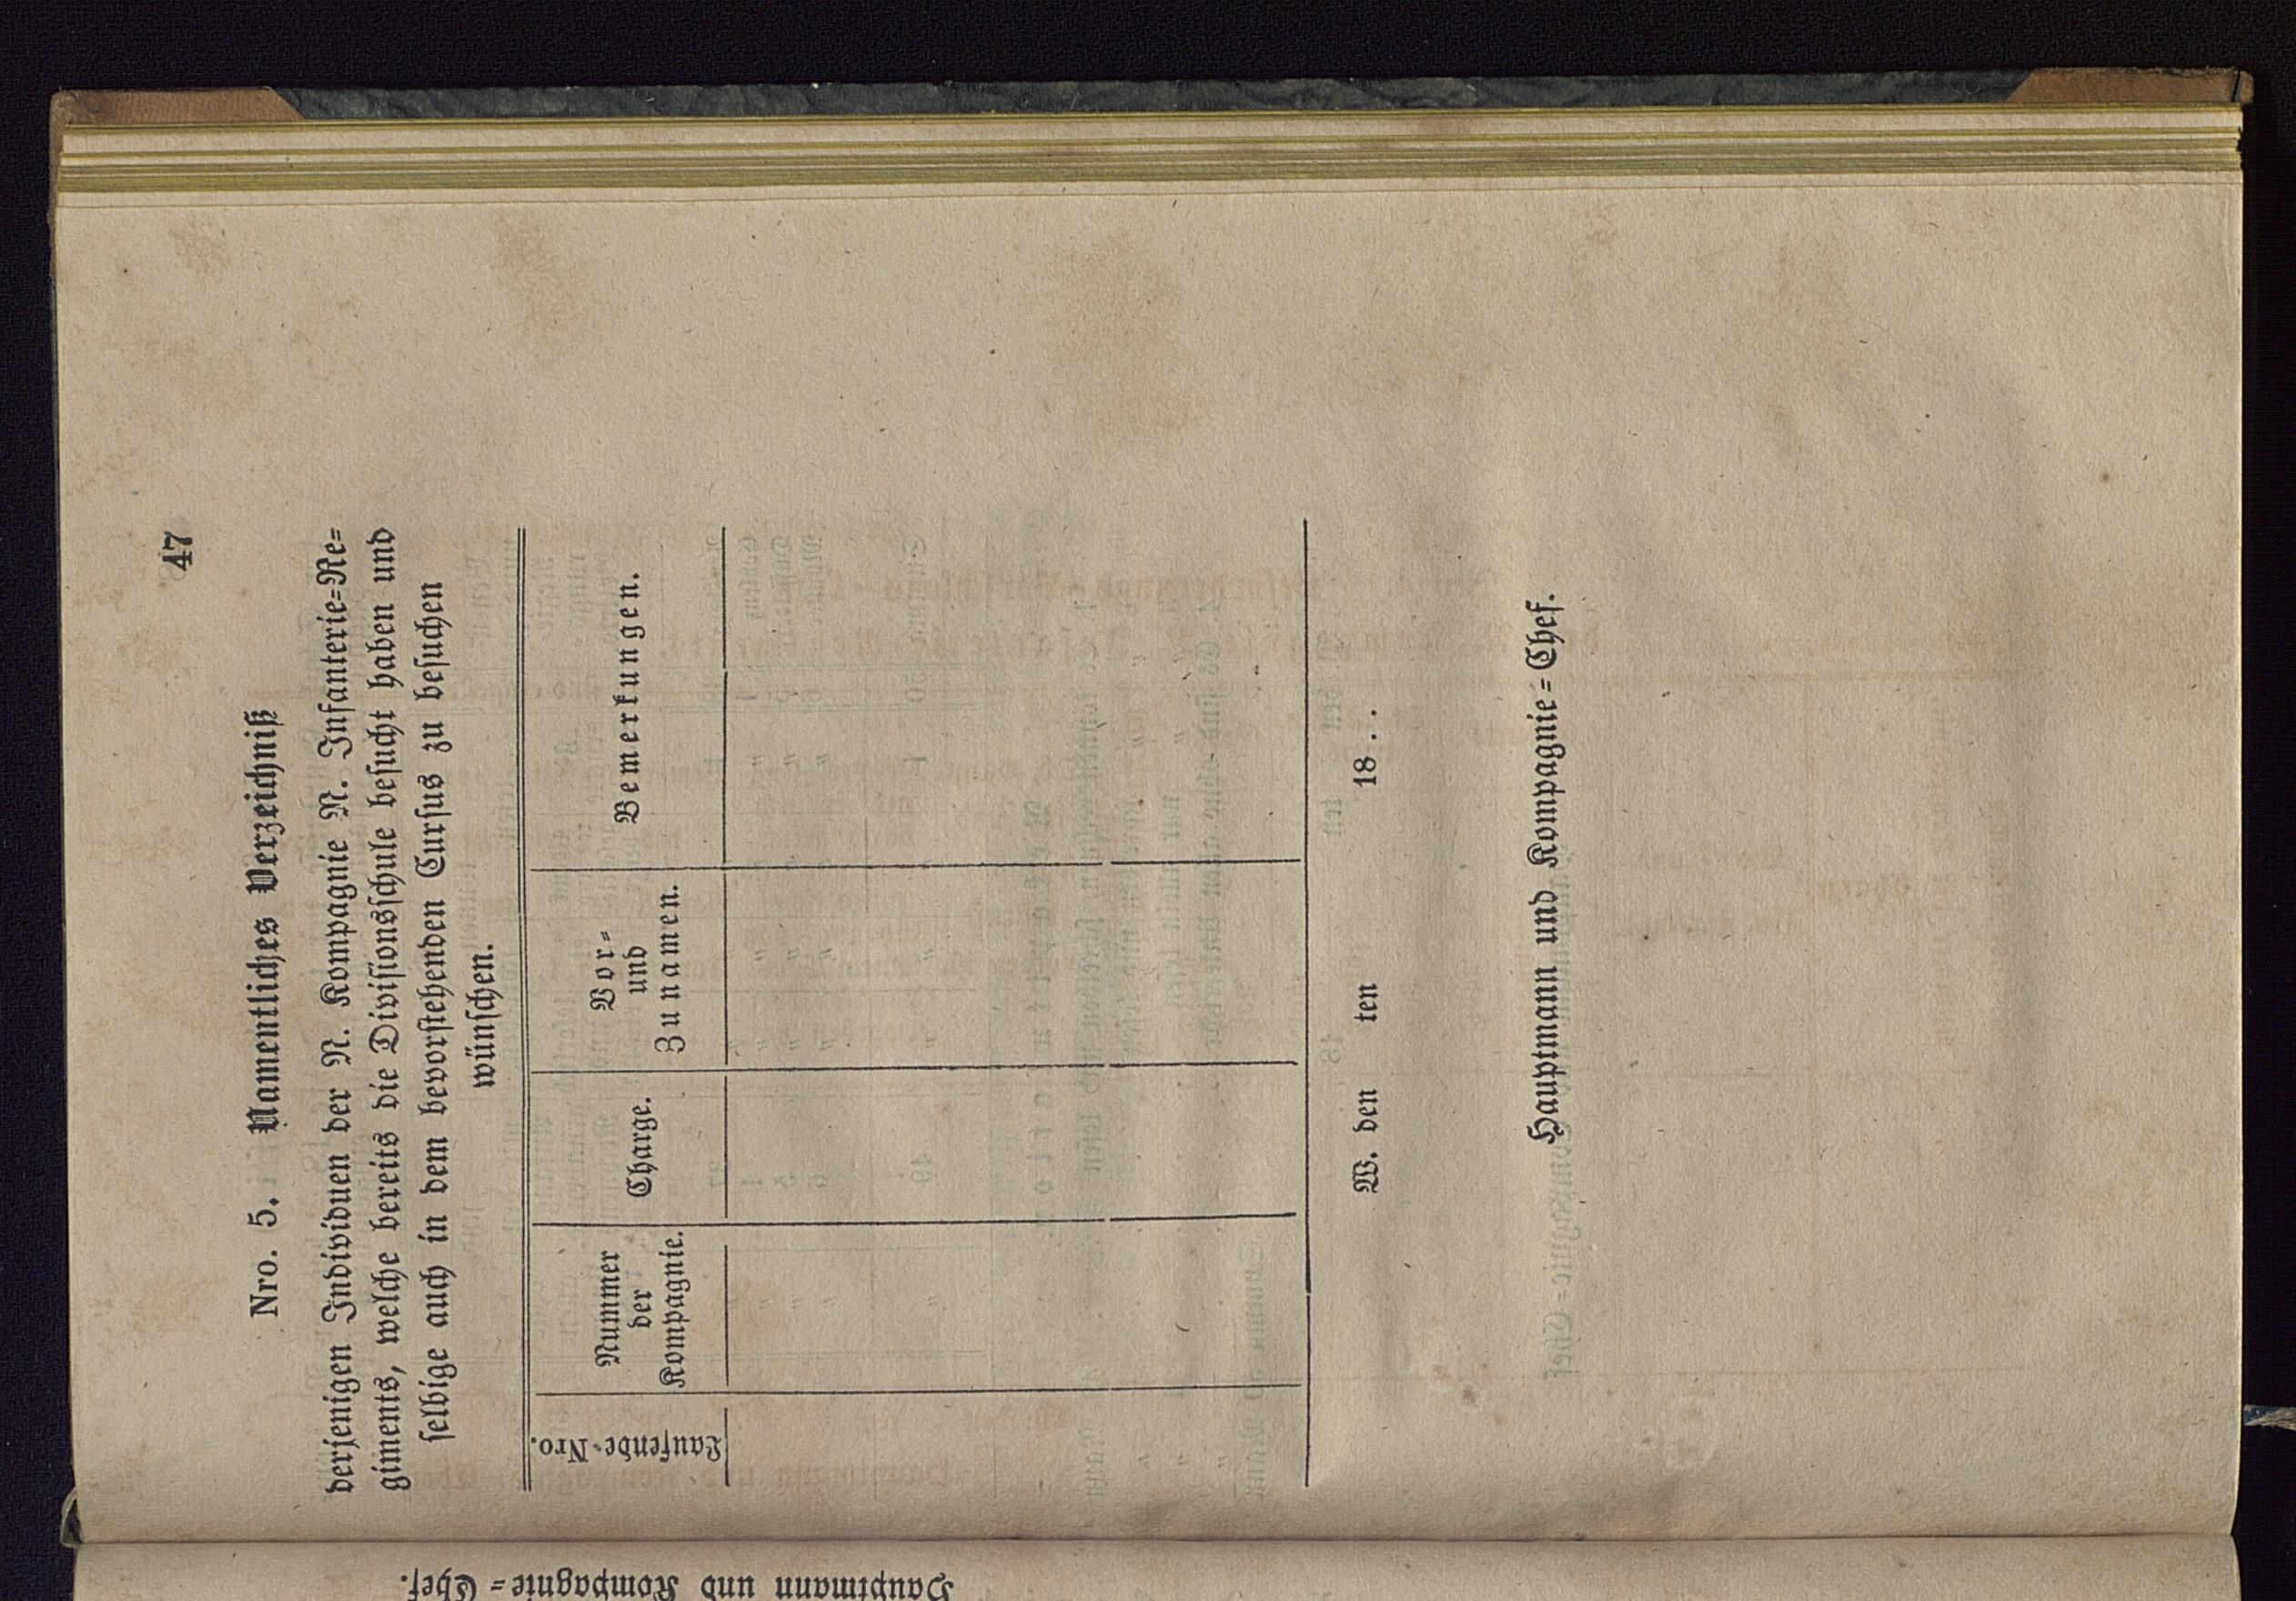 47
Nro. 5. Namentliches Verzeichniß
derjenigen Individuen der N. Kompagnie N. Infanterie=Re=
giments, welche bereits die Divisionsschule besucht haben und
selbige auch in dem bevorstehenden Cursus zu besuchen
wünschen.
Laufende Nro.
Nummer
der
Kompagnie.
Charge.
Vor=
und
Zunamen.
Bemerkungen.
W. den ten 18 . .
Hauptmann und Kompagnie=Chef.
Hauptmann und Kompagnie=Chef.